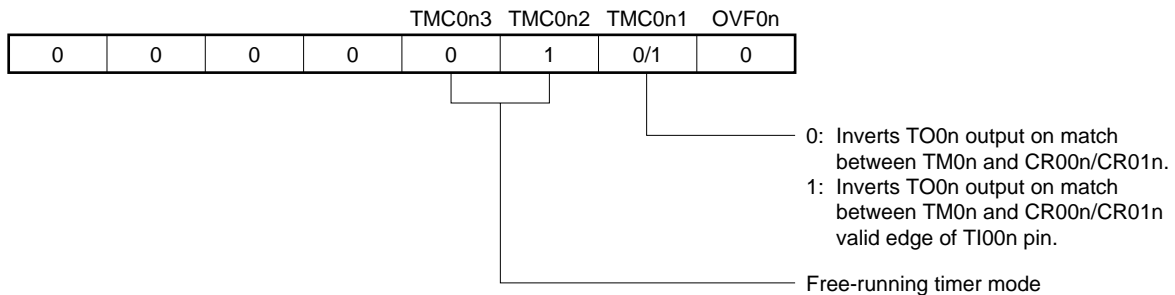 TMC0n3 TMC0n2 TMC0n1 OVF0n
0 0 0 0 0 1 0/1 0
0: Inverts TO0n output on match
between TM0n and CR00n/CR01n.
1: Inverts TO0n output on match
between TM0n and CR00n/CR01n
valid edge of TI00n pin.
Free-running timer mode